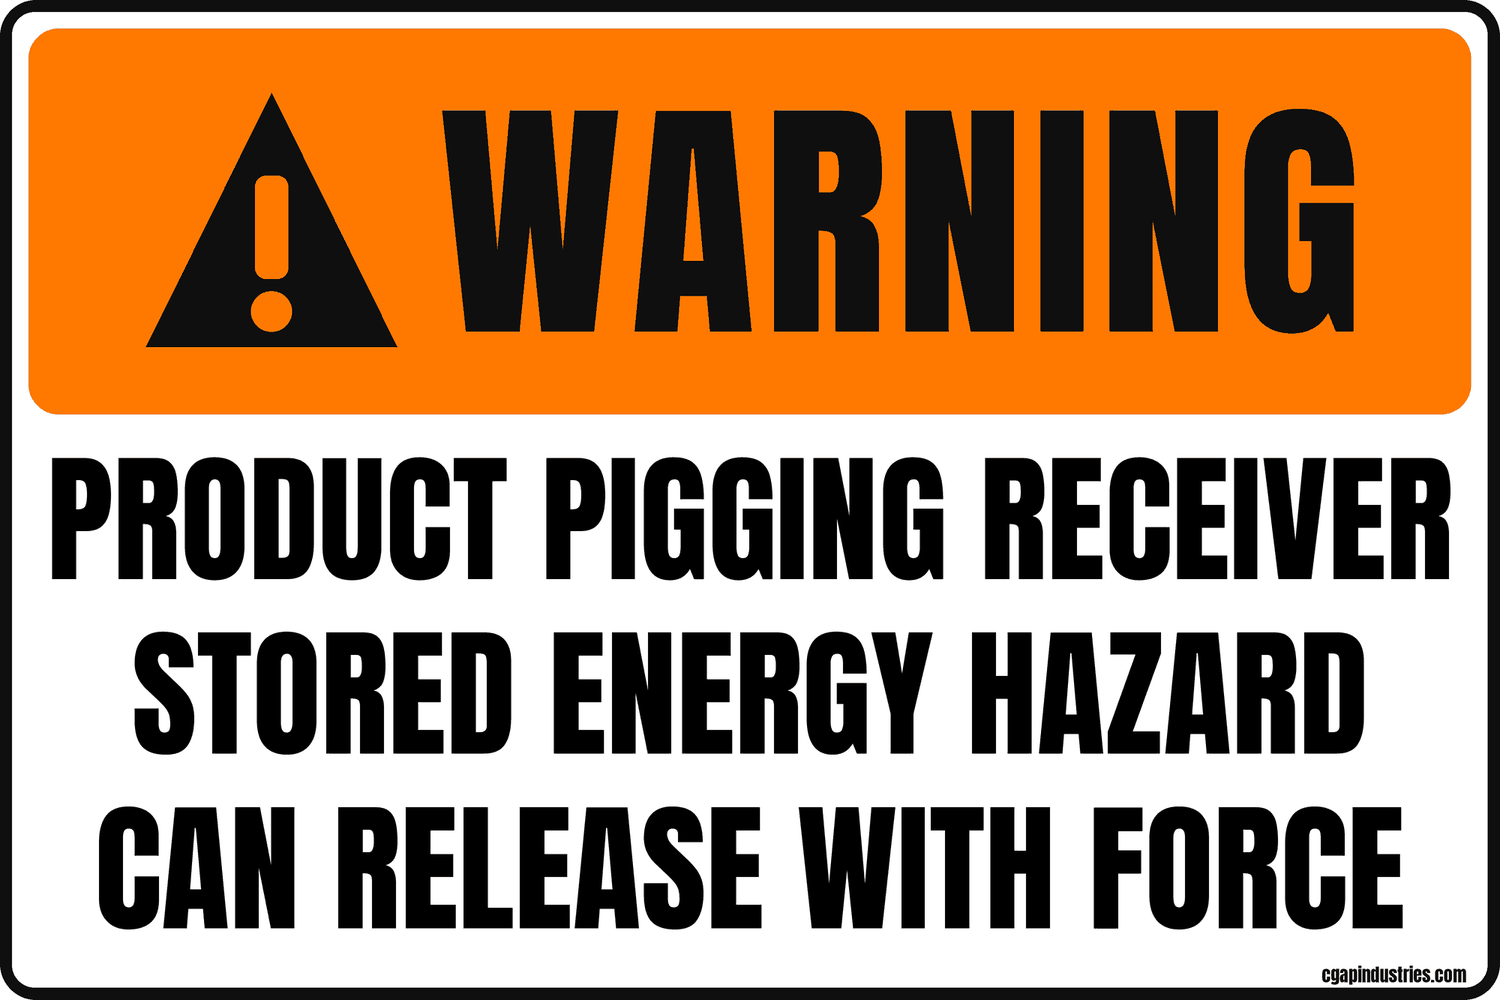 WARNING
PRODUCT PIGGING RECEIVER
STORED ENERGY HAZARD
CAN RELEASE WITH FORCE
cgapindustries.com